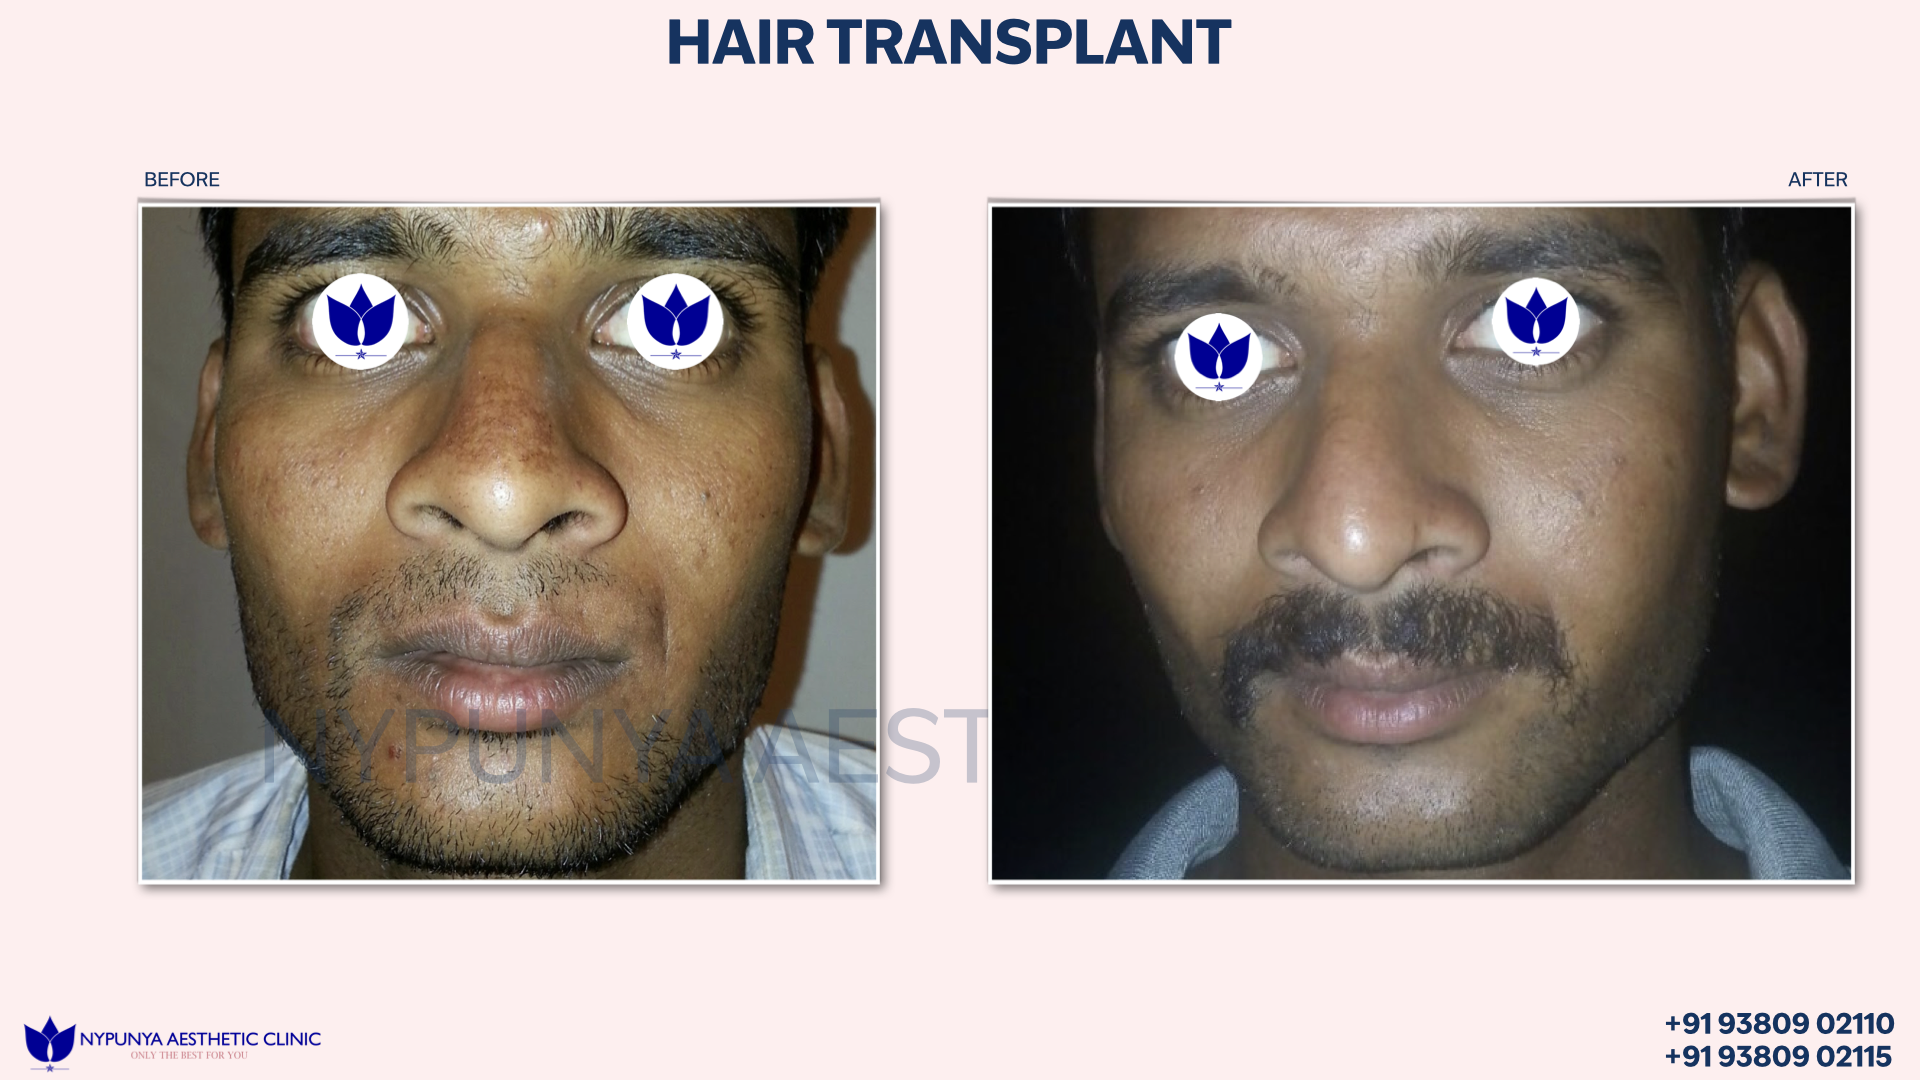 HAIR TRANSPLANT
BEFORE
AFTER
NYPUNYA AEST
NYPUNYA AESTHETIC CLINIC
ONLY THE BEST FOR YOU
+91 93809 02110
+91 93809 02115